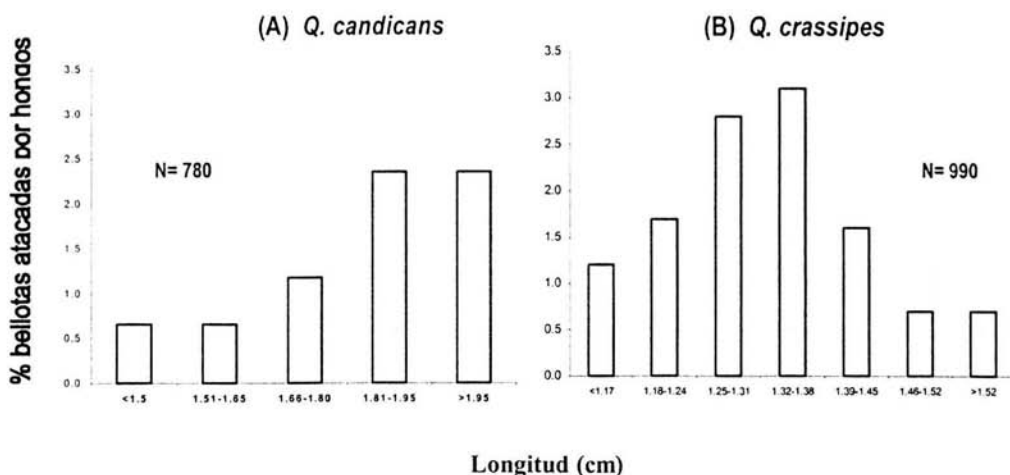 (A) Q. candicans
(B) Q. crassipes
% bellotas atacadas por hongos
3.5
3.0
2.5
2.0
1.5
1.0
0.5
0.0
N= 780
<1.5 1.51-1.65 1.66-1.80 1.81-1.95 >1.95
3.5
3.0
2.5
2.0
1.5
1.0
0.5
0.0
N= 990
<1.17 1.18-1.24 1.25-1.31 1.32-1.38 1.39-1.45 1.46-1.52 >1.52
Longitud (cm)